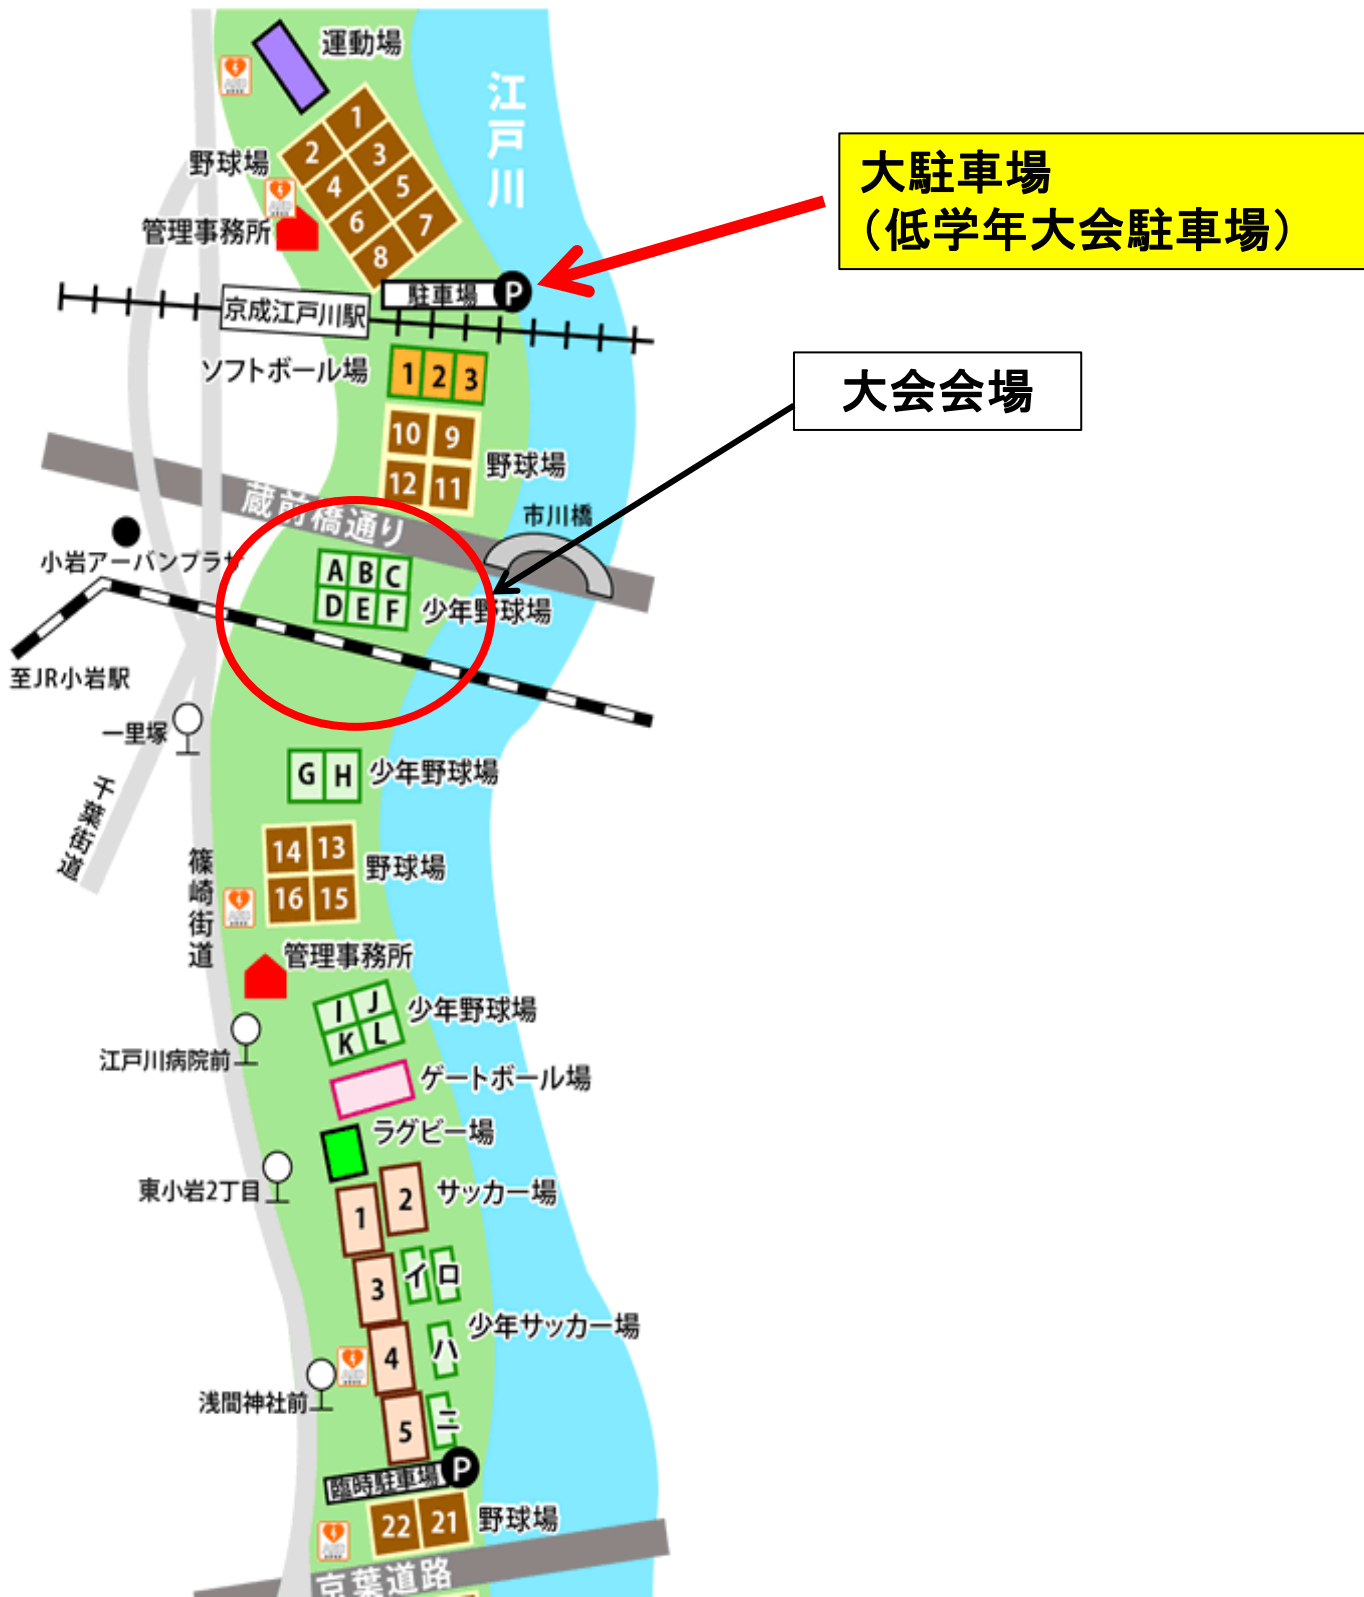 運動場
江戸川
1
2
3
4
5
6
7
8
野球場
管理事務所
大駐車場
（低学年大会駐車場）
駐車場 P
京成江戸川駅
ソフトボール場
1 2 3
大会会場
10 9
12 11
野球場
蔵前橋通り
市川橋
小岩アーバンプラザ
A B C
D E F
少年野球場
至JR小岩駅
一里塚
千葉街道
G H
少年野球場
篠崎街道
14 13
16 15
野球場
管理事務所
I J
K L
少年野球場
江戸川病院前
ゲートボール場
ラグビー場
東小岩2丁目
1
2
サッカー場
3
イ ロ
少年サッカー場
4
ハ
浅間神社前
5
ニ
臨時駐車場 P
22 21
野球場
京葉道路